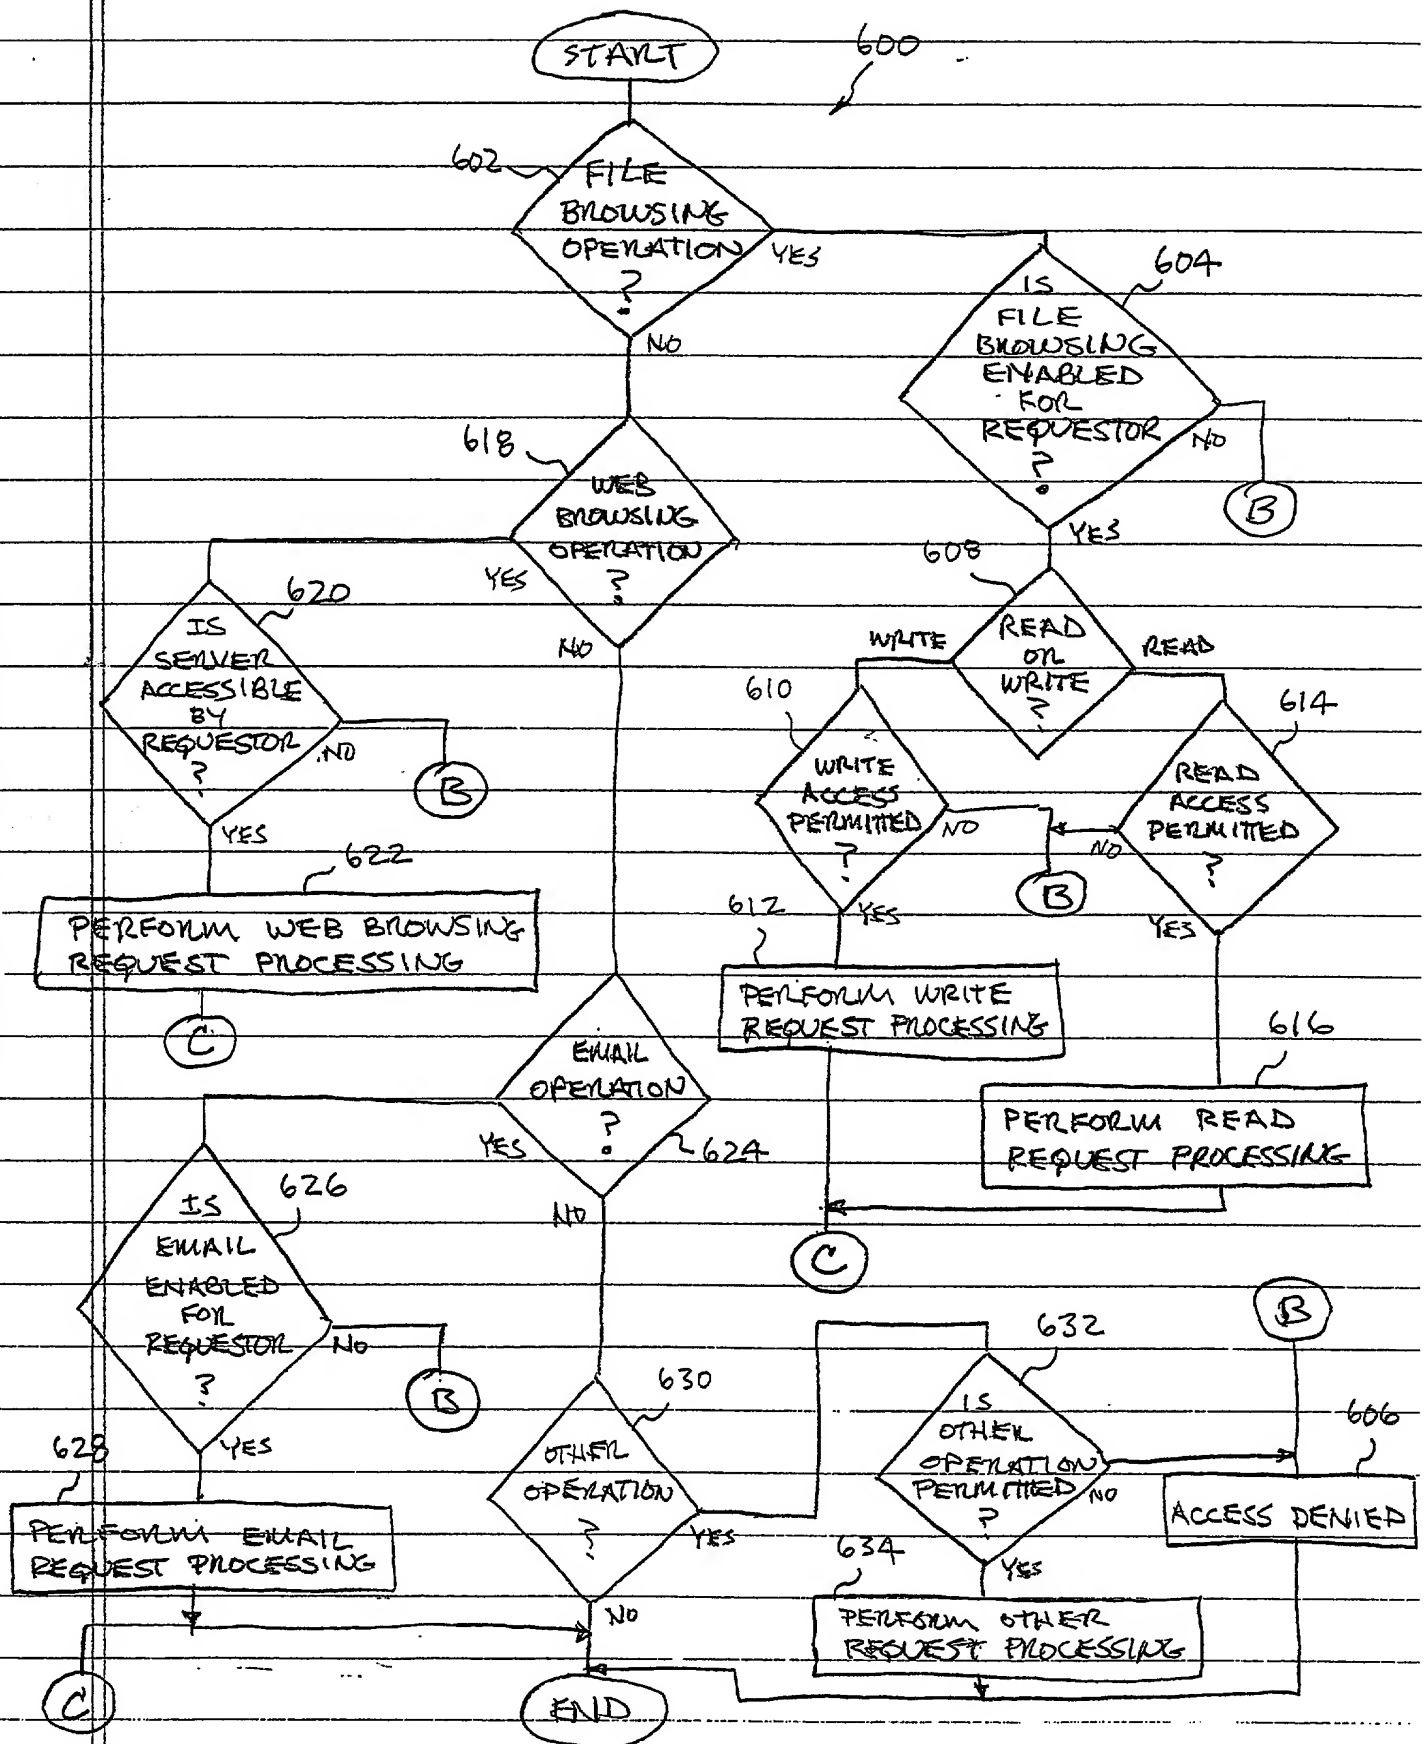 START
600
602
FILE
BROWSING
OPERATION
?
YES
NO
604
IS
FILE
BROWSING
ENABLED
FOR
REQUESTOR
?
NO
B
YES
618
WEB
BROWSING
OPERATION
?
YES
NO
608
READ
OR
WRITE
?
WRITE
READ
620
IS
SERVER
ACCESSIBLE
BY
REQUESTOR
?
NO
B
YES
610
WRITE
ACCESS
PERMITTED
?
NO
YES
614
READ
ACCESS
PERMITTED
?
NO
YES
B
622
PERFORM WEB BROWSING
REQUEST PROCESSING
C
612
PERFORM WRITE
REQUEST PROCESSING
616
PERFORM READ
REQUEST PROCESSING
C
EMAIL
OPERATION
?
YES
624
NO
626
IS
EMAIL
ENABLED
FOR
REQUESTOR
?
NO
B
YES
628
PERFORM EMAIL
REQUEST PROCESSING
630
OTHER
OPERATION
?
YES
NO
632
IS
OTHER
OPERATION
PERMITTED
?
NO
YES
B
606
ACCESS DENIED
634
PERFORM OTHER
REQUEST PROCESSING
C
END